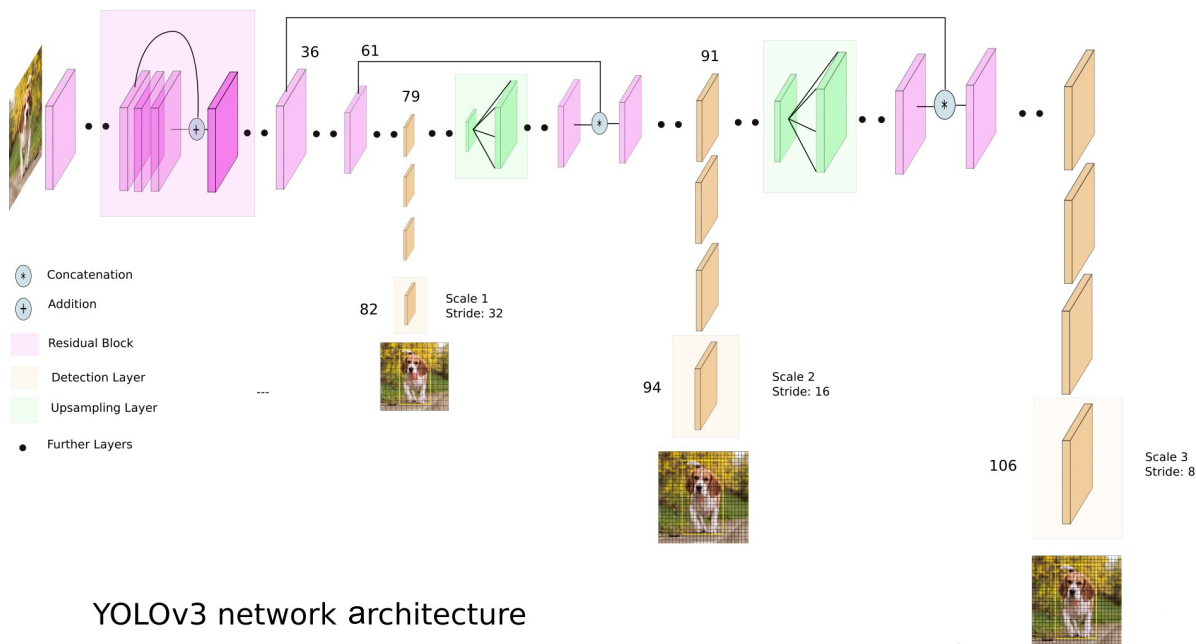 36
61
91
79
Concatenation
Addition
Residual Block
Detection Layer
Upsampling Layer
Further Layers
---
82
Scale 1
Stride: 32
94
Scale 2
Stride: 16
106
Scale 3
Stride: 8
YOLOv3 network architecture